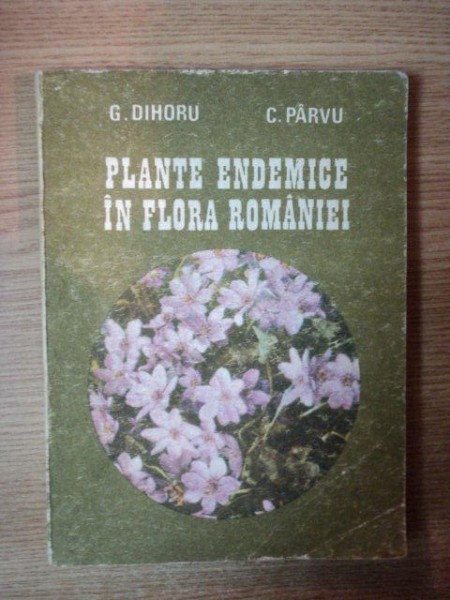 G. DIHORU C. PÂRVU
PLANTE ENDEMICE
ÎN FLORA ROMÂNIEI